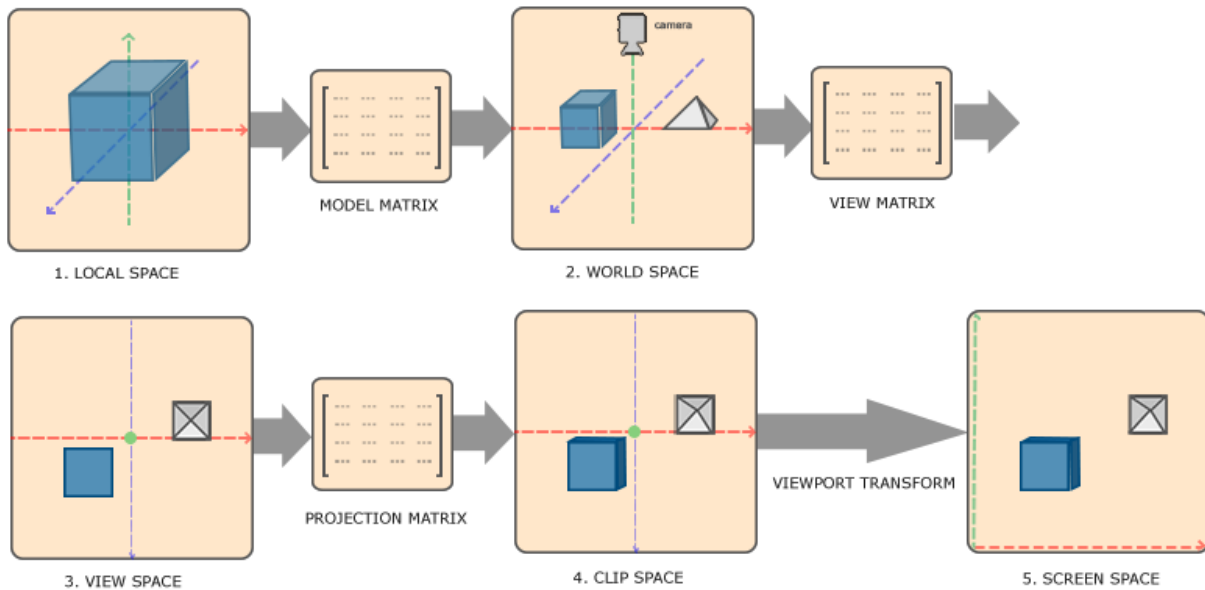 camera
MODEL MATRIX
VIEW MATRIX
1. LOCAL SPACE
2. WORLD SPACE
PROJECTION MATRIX
VIEWPORT TRANSFORM
3. VIEW SPACE
4. CLIP SPACE
5. SCREEN SPACE